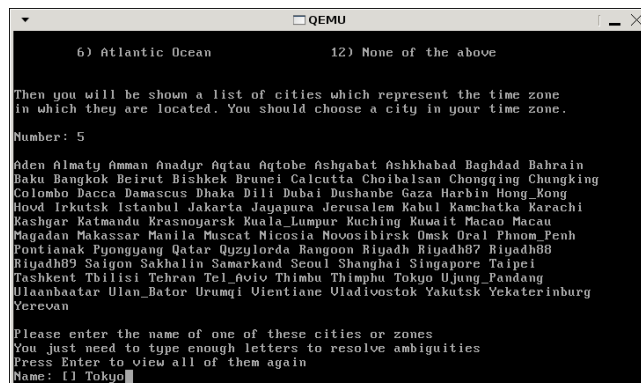 QEMU
6) Atlantic Ocean 12) None of the above
Then you will be shown a list of cities which represent the time zone
in which they are located. You should choose a city in your time zone.
Number: 5
Aden Almaty Amman Anadyr Aqtau Aqtobe Ashgabat Ashkhabad Baghdad Bahrain
Baku Bangkok Beirut Bishkek Brunei Calcutta Choibalsan Chongqing Chungking
Colombo Dacca Damascus Dhaka Dili Dubai Dushanbe Gaza Harbin Hong_Kong
Hovd Irkutsk Istanbul Jakarta Jayapura Jerusalem Kabul Kamchatka Karachi
Kashgar Katmandu Krasnoyarsk Kuala_Lumpur Kuching Kuwait Macao Macau
Magadan Makassar Manila Muscat Nicosia Novosibirsk Omsk Oral Phnom_Penh
Pontianak Pyongyang Qatar Qyzylorda Rangoon Riyadh Riyadh87 Riyadh88
Riyadh89 Saigon Sakhalin Samarkand Seoul Shanghai Singapore Taipei
Tashkent Tbilisi Tehran Tel_Aviv Thimbu Thimphu Tokyo Ujung_Pandang
Ulaanbaatar Ulan_Bator Urumqi Vientiane Vladivostok Yakutsk Yekaterinburg
Yerevan
Please enter the name of one of these cities or zones
You just need to type enough letters to resolve ambiguities
Press Enter to view all of them again
Name: [] Tokyo